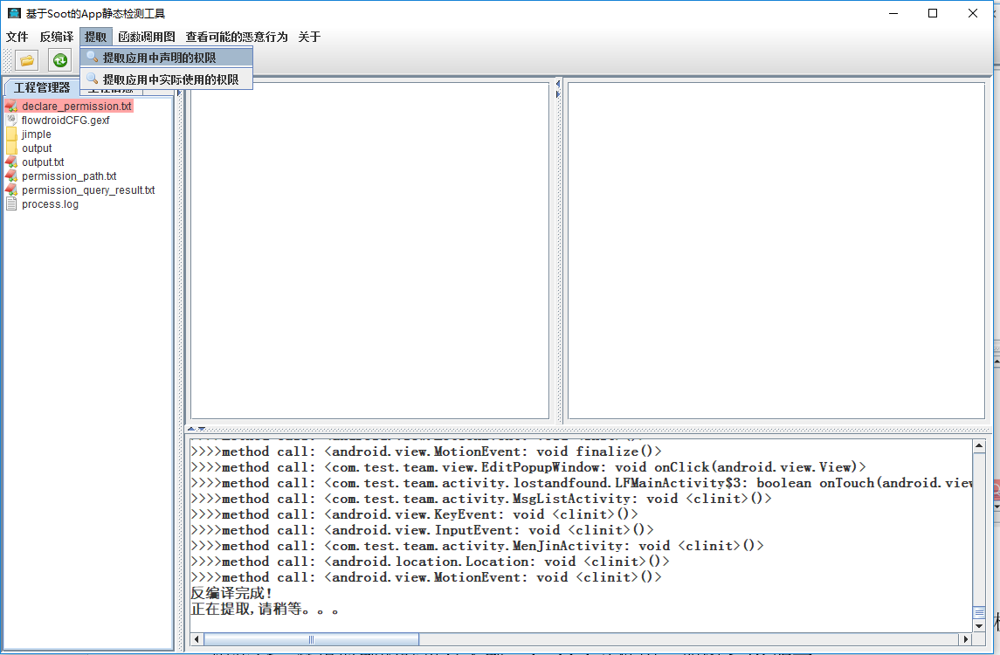 基于Soot的App静态检测工具
文件 反编译 提取 函数调用图 查看可能的恶意行为 关于
提取应用中声明的权限
提取应用中实际使用的权限
工程管理器
declare_permission.txt
flowdroidCFG.gexf
jimple
output
output.txt
permission_path.txt
permission_query_result.txt
process.log
>>>>method call: <android.view.MotionEvent: void finalize()>
>>>>method call: <com.test.team.view.EditPopupWindow: void onClick(android.view.View)>
>>>>method call: <com.test.team.activity.lostandfound.LFMainActivity$3: boolean onTouch(android.view
>>>>method call: <com.test.team.activity.MsgListActivity: void <clinit>()>
>>>>method call: <android.view.KeyEvent: void <clinit>()>
>>>>method call: <android.view.InputEvent: void <clinit>()>
>>>>method call: <com.test.team.activity.MenJinActivity: void <clinit>()>
>>>>method call: <android.location.Location: void <clinit>()>
>>>>method call: <android.view.MotionEvent: void <clinit>()>
反编译完成!
正在提取,请稍等。。。